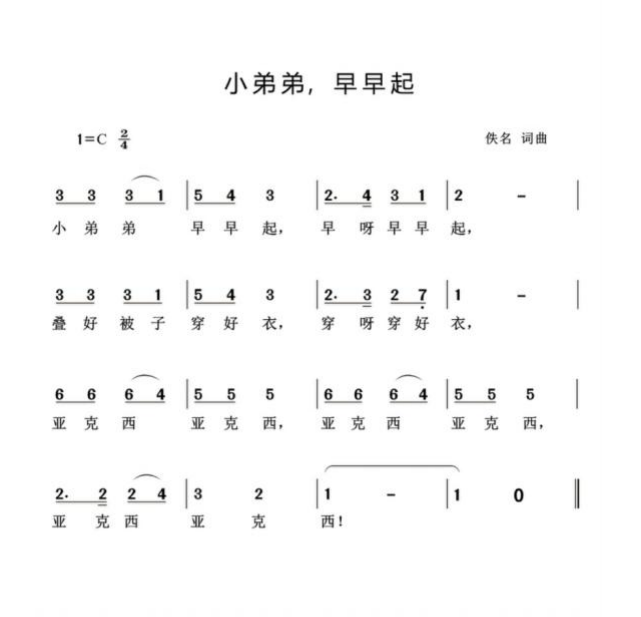 小弟弟，早早起
1=C 2/4 佚名 词曲
3 3 3 1 | 5 4 3 | 2. 4 3 1 | 2 - |
小 弟 弟 早 早 起， 早 呀 早 早 起，
3 3 3 1 | 5 4 3 | 2. 3 2 7 | 1 - |
叠 好 被 子 穿 好 衣， 穿 呀 穿 好 衣，
6 6 6 4 | 5 5 5 | 6 6 6 4 | 5 5 5 |
亚 克 西 亚 克 西， 亚 克 西 亚 克 西，
2. 2 2 4 | 3 2 | 1 - | 1 0 ‖
亚 克 西 亚 克 西！